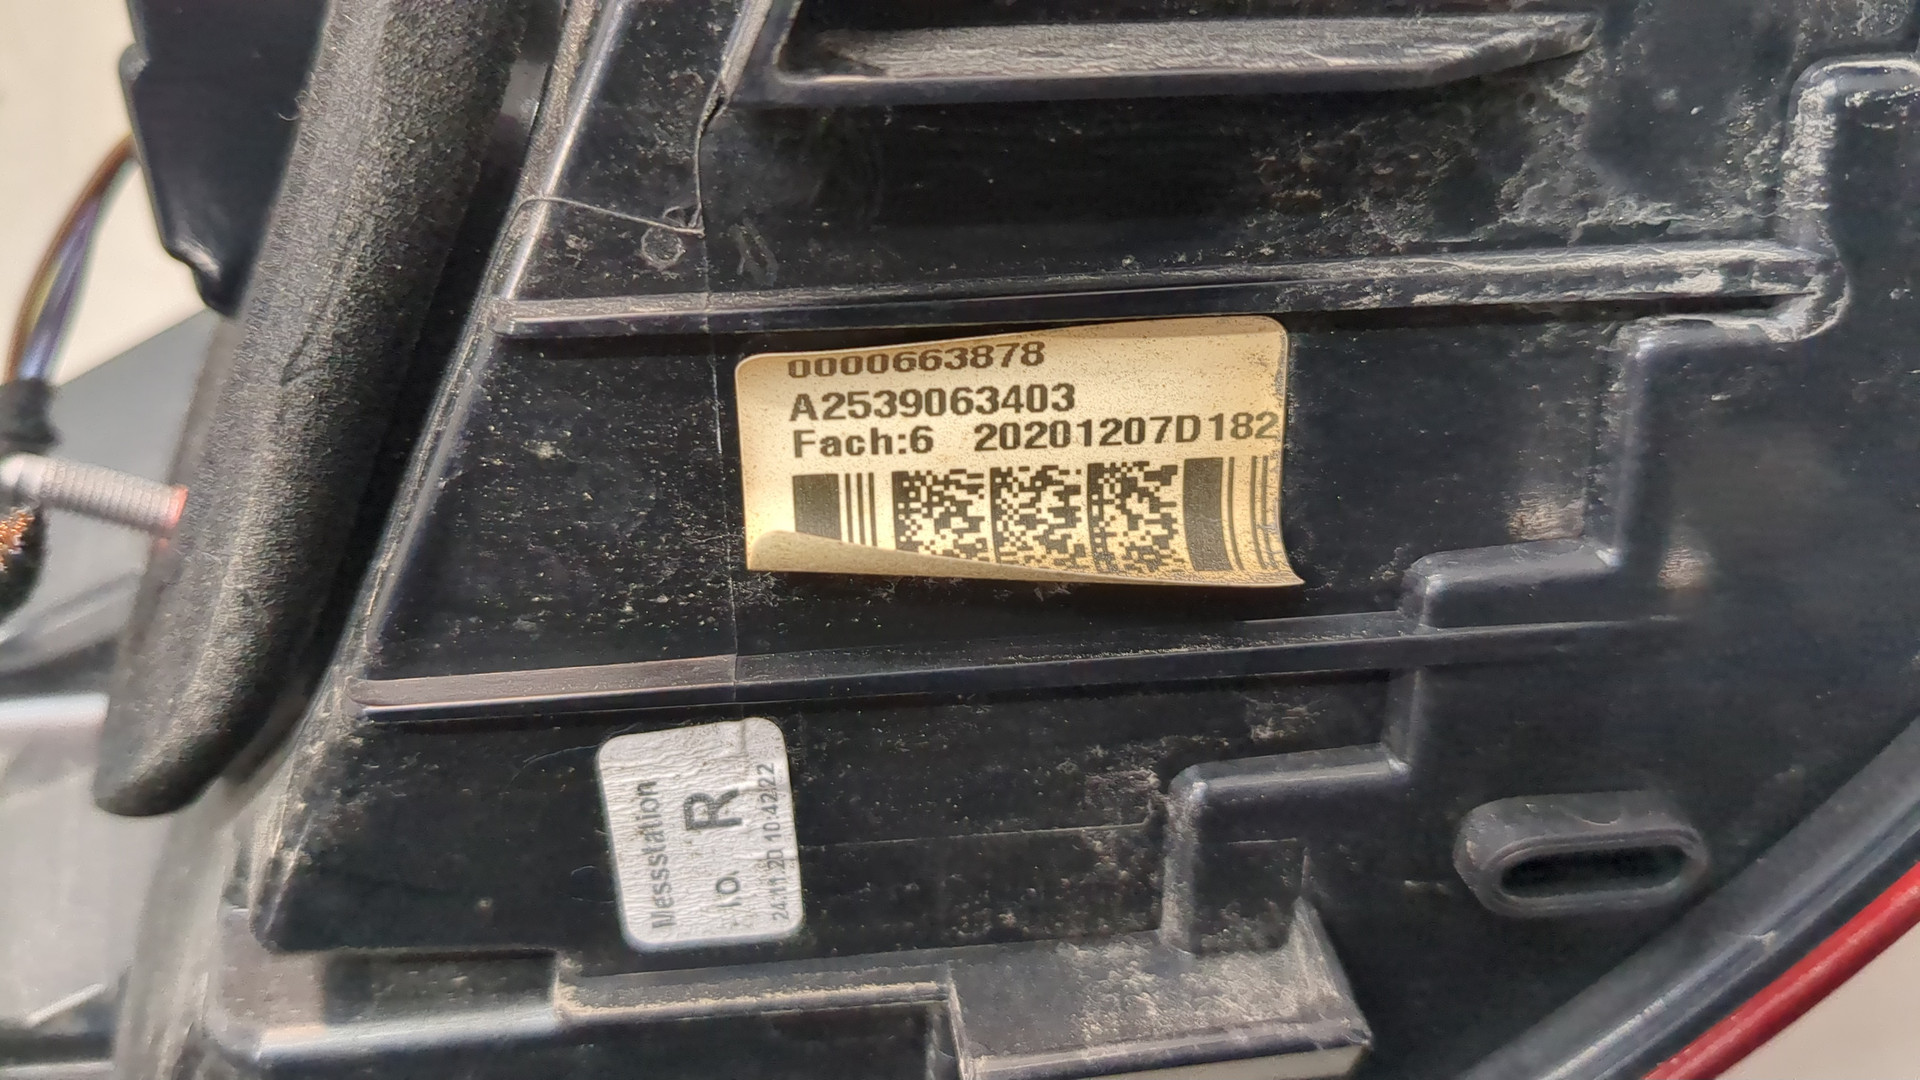 0000663878
A2539063403
Fach:6 20201207D182
Messstation
i.o. R
24.11.20 10:42:22